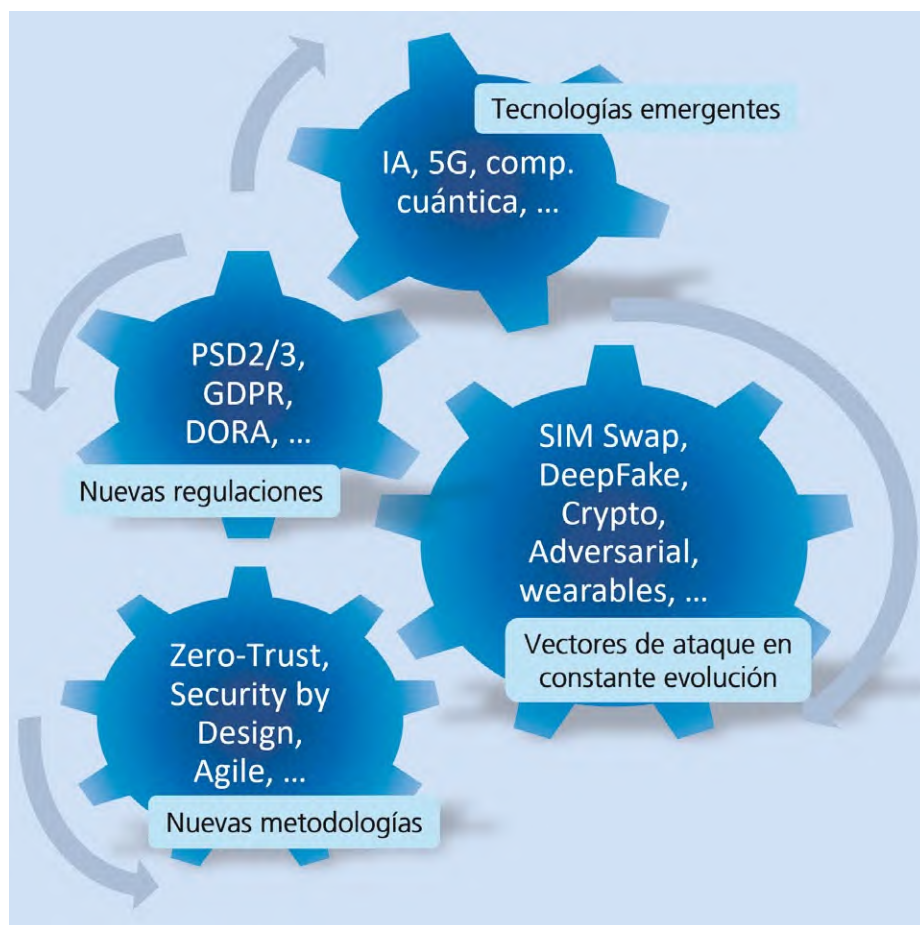 Tecnologías emergentes
IA, 5G, comp.
cuántica, ...
PSD2/3,
GDPR,
DORA, ...
Nuevas regulaciones
SIM Swap,
DeepFake,
Crypto,
Adversarial,
wearables, ...
Vectores de ataque en
constante evolución
Zero-Trust,
Security by
Design,
Agile, ...
Nuevas metodologías